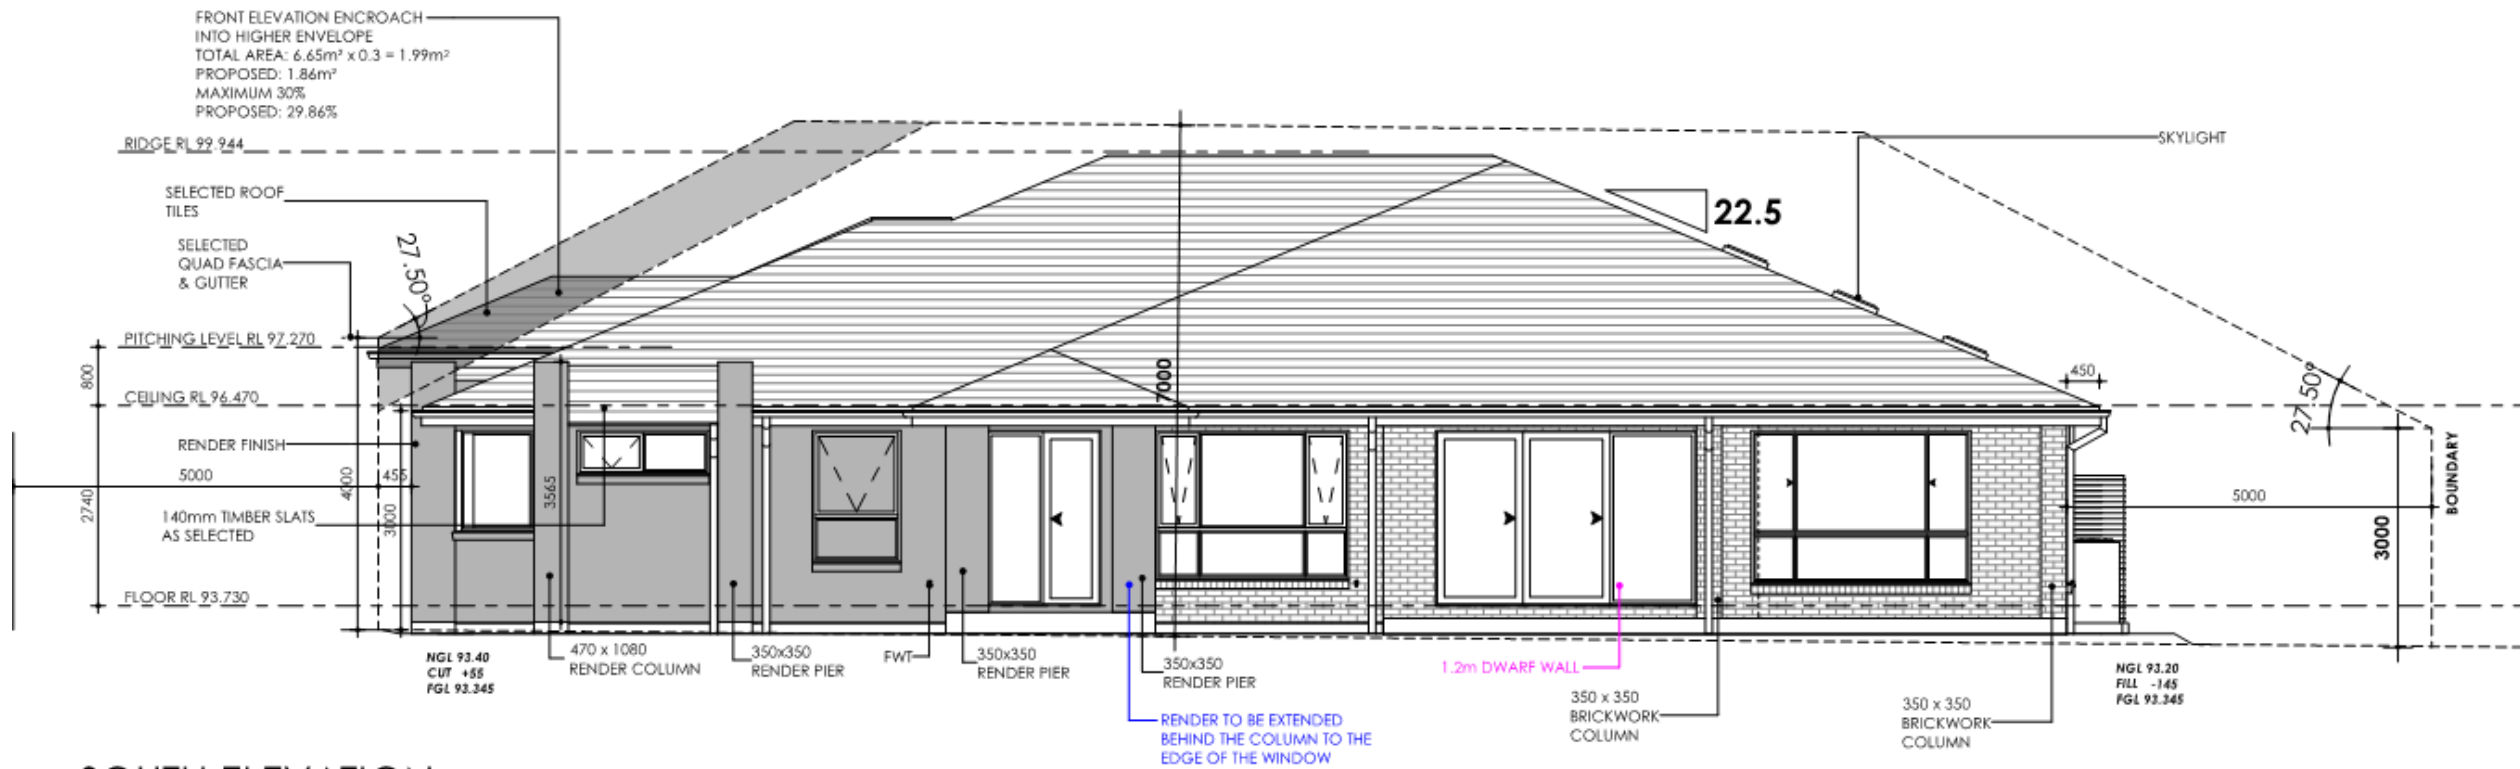 FRONT ELEVATION ENCROACH
INTO HIGHER ENVELOPE
TOTAL AREA: 6.65m² x 0.3 = 1.99m²
PROPOSED: 1.86m²
MAXIMUM 30%
PROPOSED: 29.86%
RIDGE RL 99.944
SKYLIGHT
SELECTED ROOF
TILES
22.5
SELECTED
QUAD FASCIA
& GUTTER
27.50°
PITCHING LEVEL RL 97.270
800
7000
450
27.50°
CEILING RL 96.470
RENDER FINISH
BOUNDARY
5000
455
4000
3565
5000
2740
3000
3000
140mm TIMBER SLATS
AS SELECTED
FLOOR RL 93.730
NGL 93.40
CUT +55
FGL 93.345
470 x 1080
RENDER COLUMN
350x350
RENDER PIER
FWT
350x350
RENDER PIER
350x350
RENDER PIER
1.2m DWARF WALL
NGL 93.20
FILL -145
FGL 93.345
350 x 350
BRICKWORK
COLUMN
350 x 350
BRICKWORK
COLUMN
RENDER TO BE EXTENDED
BEHIND THE COLUMN TO THE
EDGE OF THE WINDOW
SOUTH ELEVATION